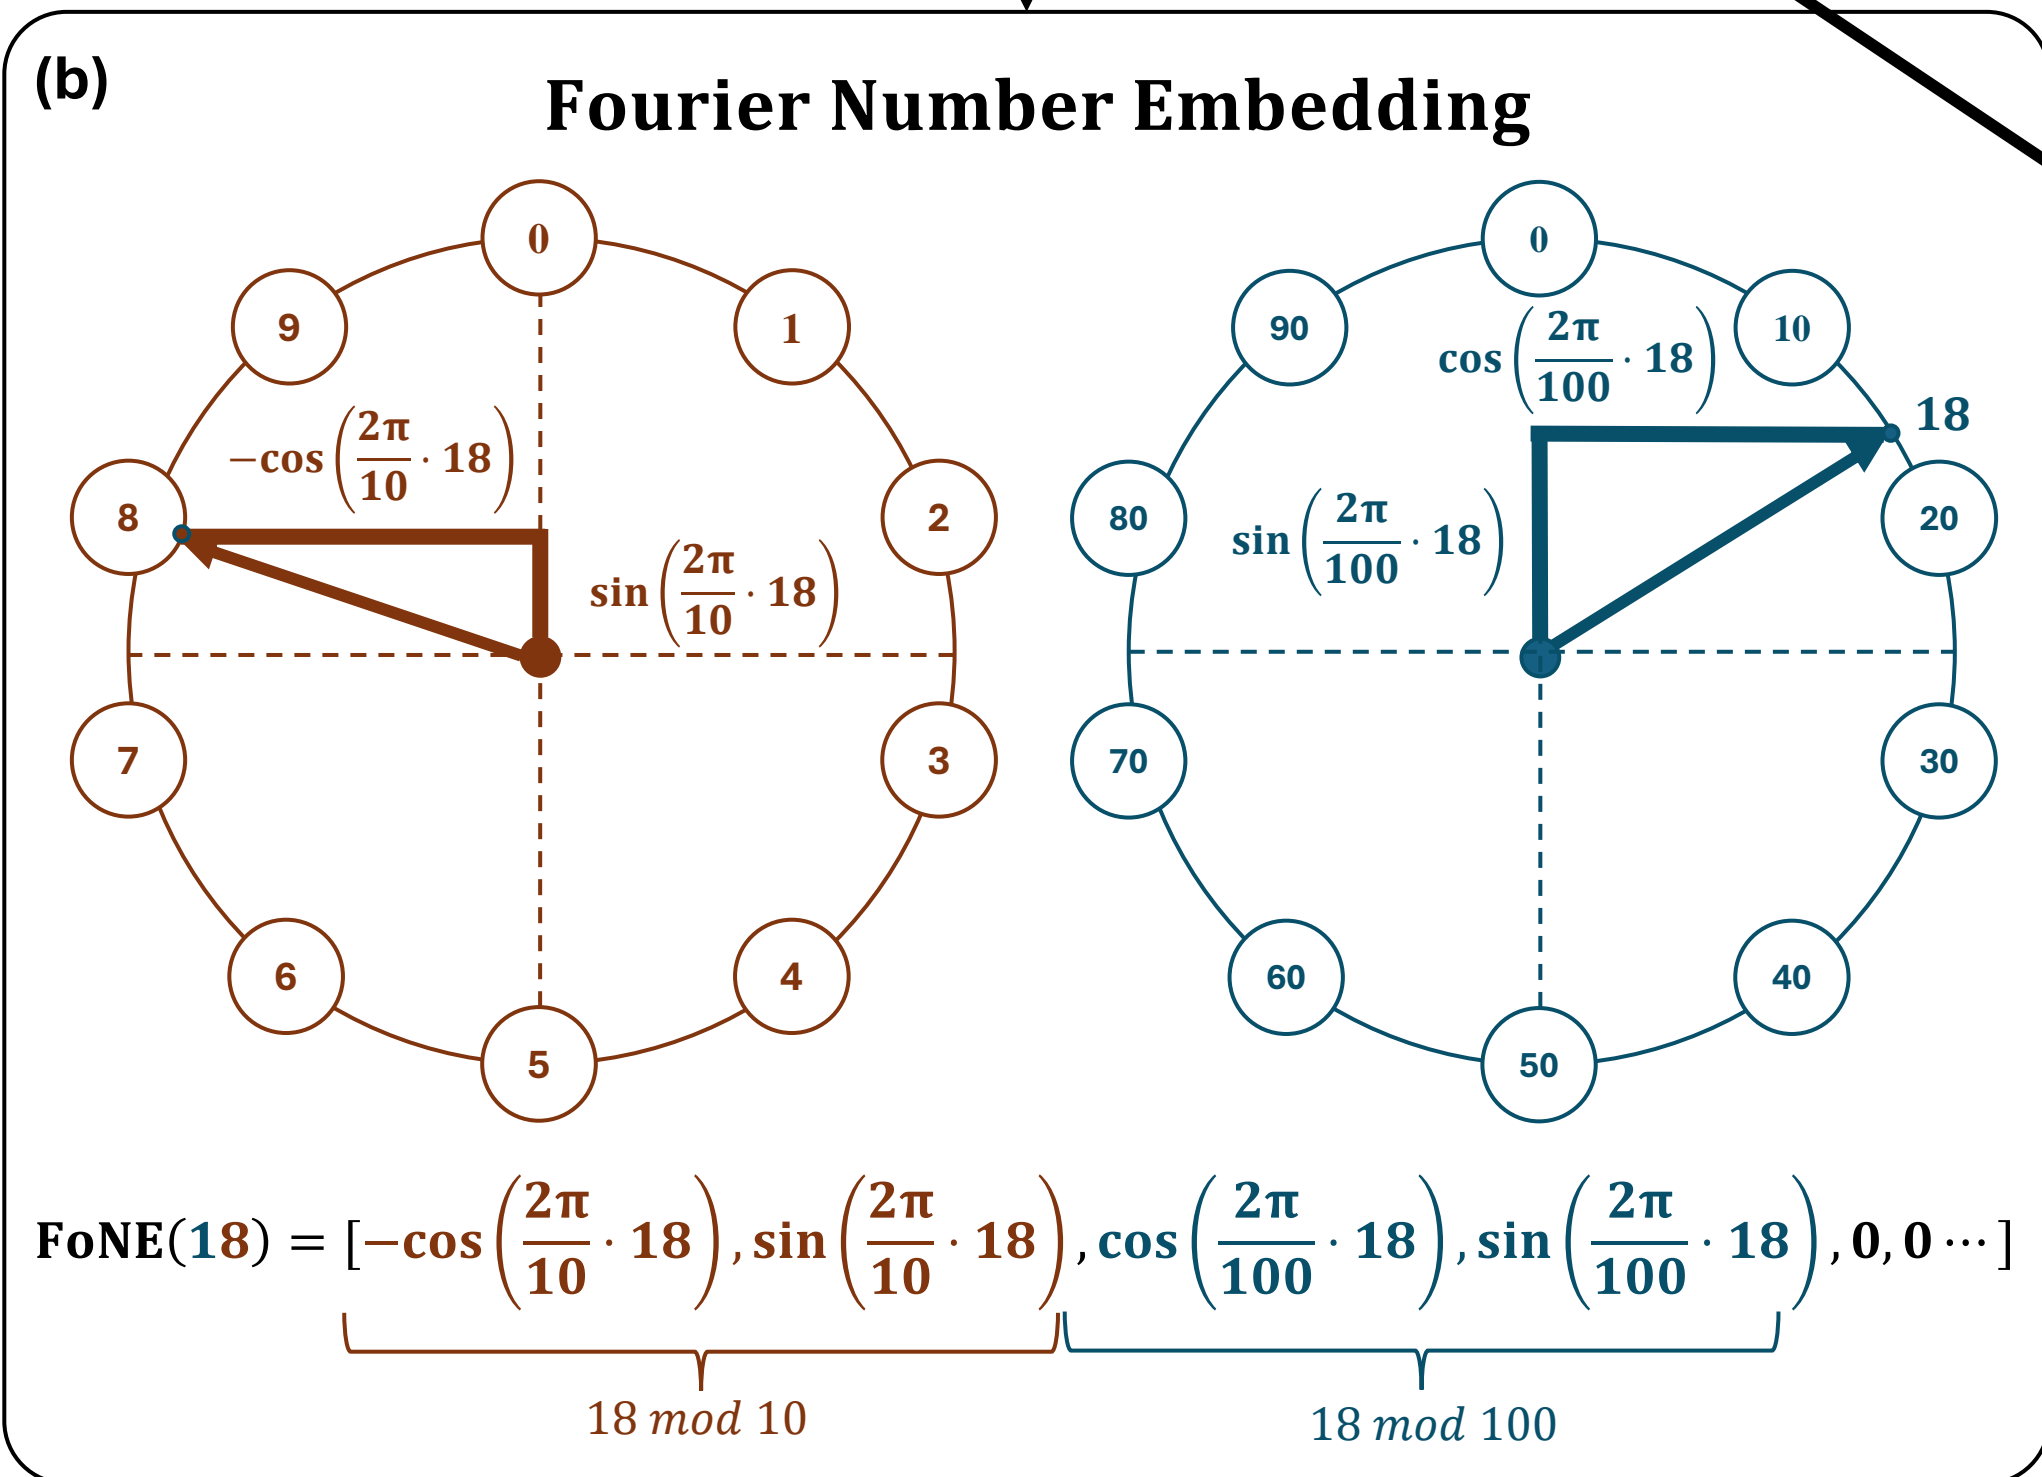 (b)
Fourier Number Embedding
0
1
2
3
4
5
6
7
8
9
−cos(2π/10 · 18)
sin(2π/10 · 18)
0
10
18
20
30
40
50
60
70
80
90
cos(2π/100 · 18)
sin(2π/100 · 18)
FoNE(18) = [−cos(2π/10 · 18), sin(2π/10 · 18), cos(2π/100 · 18), sin(2π/100 · 18), 0, 0 ⋯ ]
18 mod 10
18 mod 100